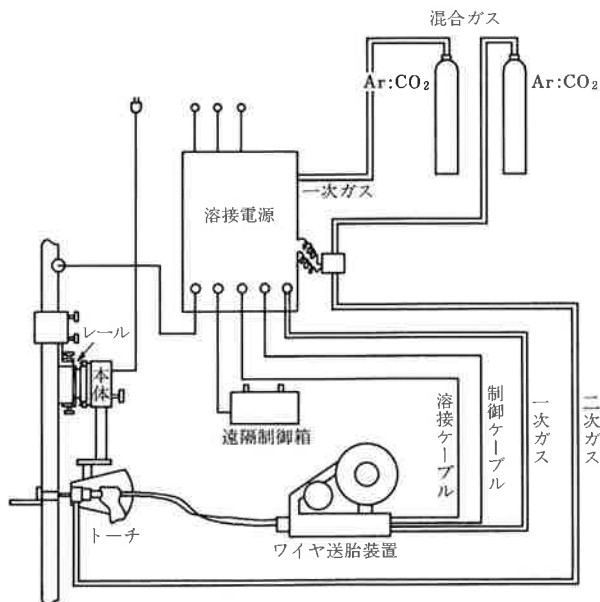 混合ガス
Ar:CO₂
Ar:CO₂
一次ガス
溶接電源
レール
本体
遠隔制御箱
溶接ケーブル
制御ケーブル
一次ガス
二次ガス
トーチ
ワイヤ送胎装置